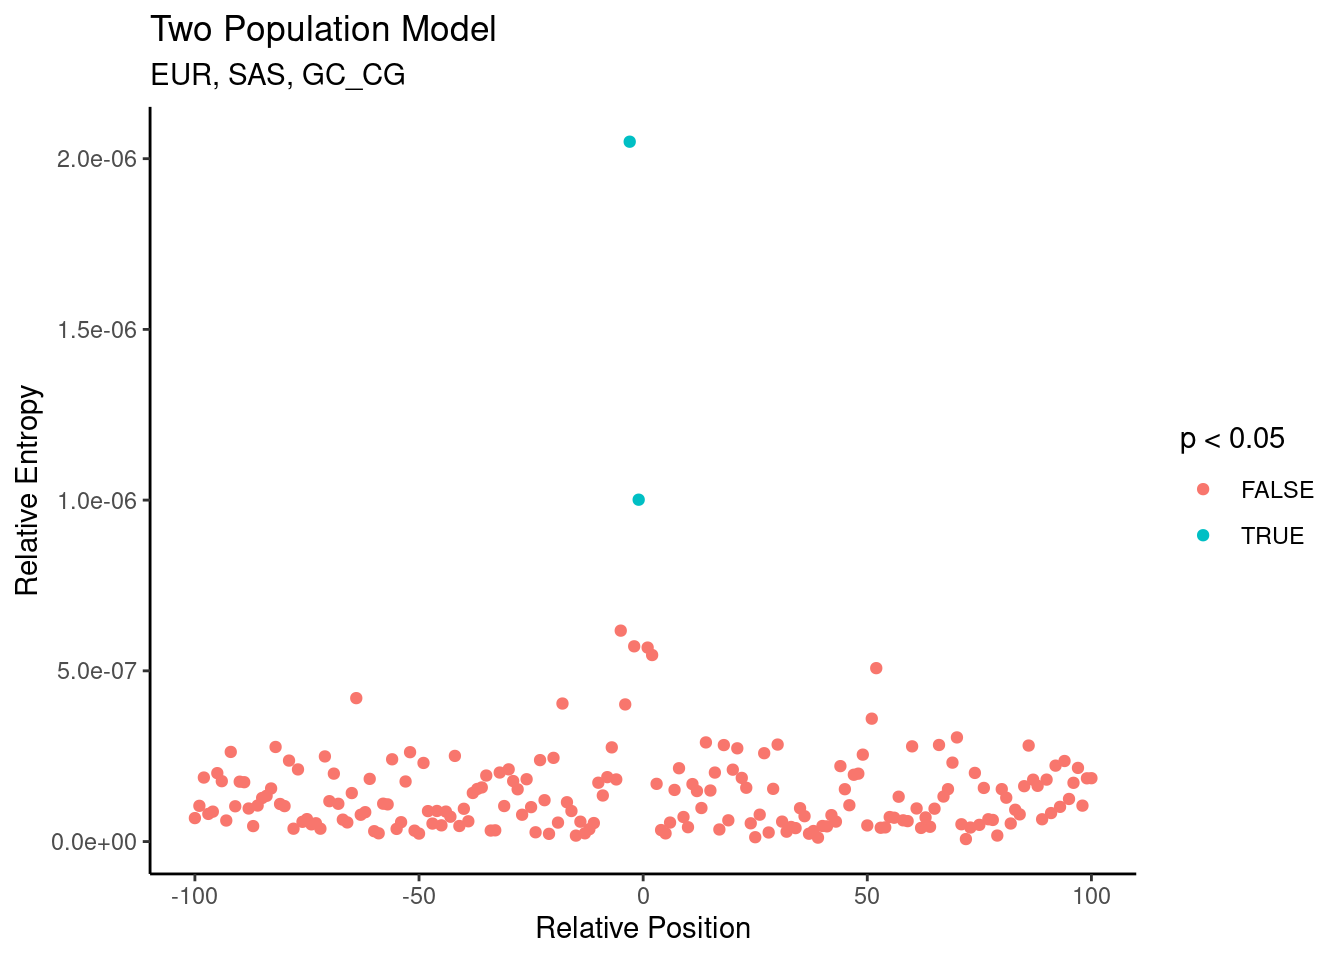 Two Population Model
EUR, SAS, GC_CG
2.0e-06
1.5e-06
1.0e-06
5.0e-07
0.0e+00
Relative Entropy
-100
-50
0
50
100
Relative Position
p < 0.05
FALSE
TRUE